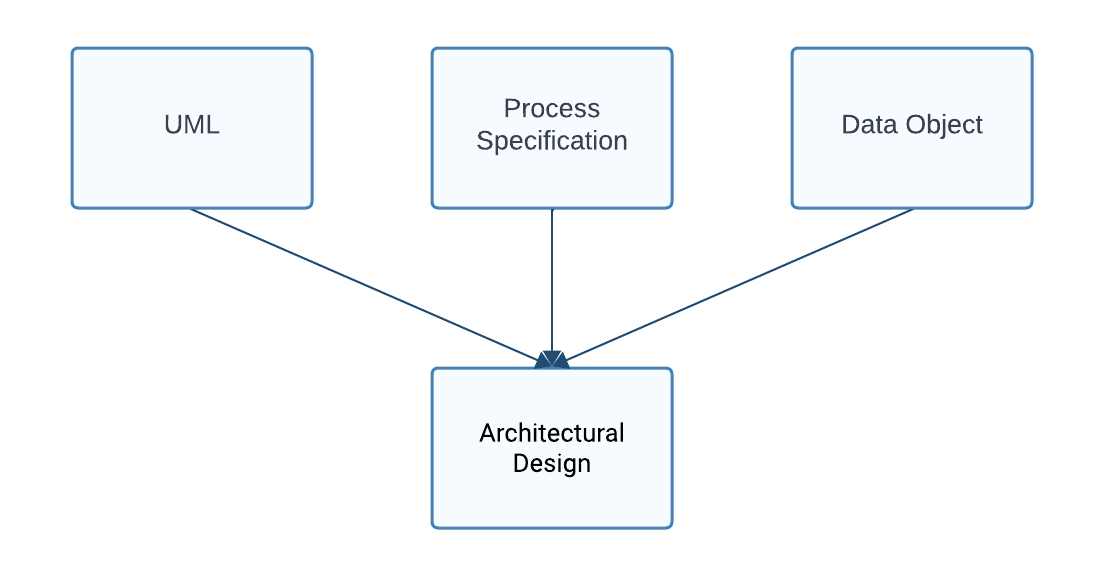 UML
Process
Specification
Data Object
Architectural
Design